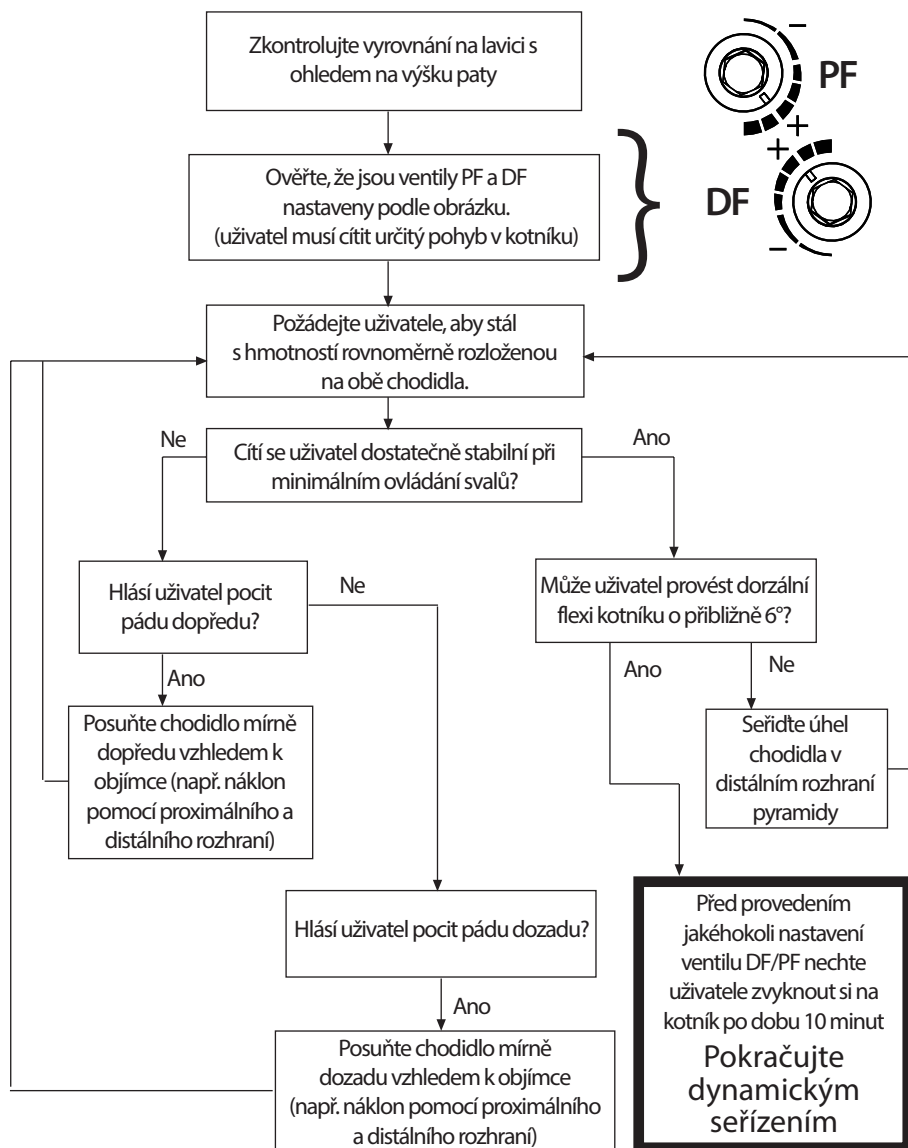 Zkontrolujte vyrovnání na lavici s
ohledem na výšku paty
− PF +
+ DF −
Ověřte, že jsou ventily PF a DF
nastaveny podle obrázku.
(uživatel musí cítit určitý pohyb v kotníku)
Požádejte uživatele, aby stál
s hmotností rovnoměrně rozloženou
na obě chodidla.
Ne
Cítí se uživatel dostatečně stabilní při
minimálním ovládání svalů?
Ano
Hlásí uživatel pocit
pádu dopředu?
Ne
Může uživatel provést dorzální
flexi kotníku o přibližně 6°?
Ano
Ano
Ne
Posuňte chodidlo mírně
dopředu vzhledem k
objímce (např. náklon
pomocí proximálního a
distálního rozhraní)
Seřiďte úhel
chodidla v
distálním rozhraní
pyramidy
Hlásí uživatel pocit pádu dozadu?
Ano
Posuňte chodidlo mírně
dozadu vzhledem k objímce
(např. náklon pomocí proximálního
a distálního rozhraní)
Před provedením
jakéhokoli nastavení
ventilu DF/PF nechte
uživatele zvyknout si na
kotník po dobu 10 minut
Pokračujte
dynamickým
seřízením